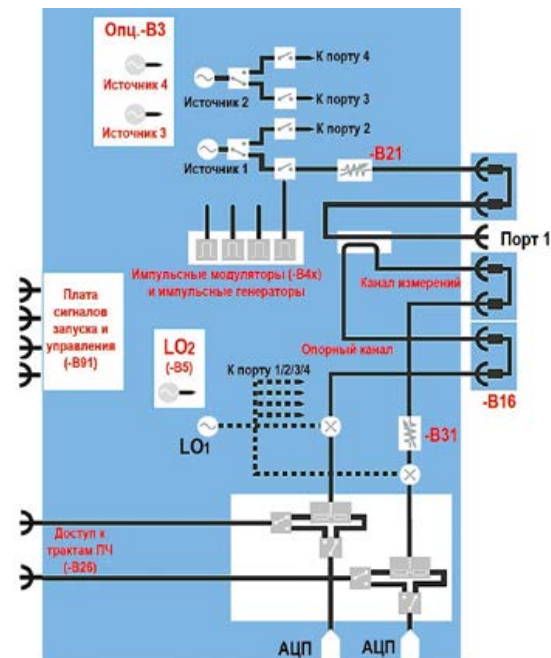 Опц.-B3
Источник 4
Источник 3
К порту 4
Источник 2
К порту 3
К порту 2
Источник 1
-B21
Порт 1
Импульсные модуляторы (-B4x)
и импульсные генераторы
Канал измерений
Плата
сигналов
запуска и
управления
(-B91)
LO2
(-B5)
Опорный канал
К порту 1/2/3/4
-B16
LO1
-B31
Доступ к
трактам ПЧ
(-B26)
АЦП
АЦП